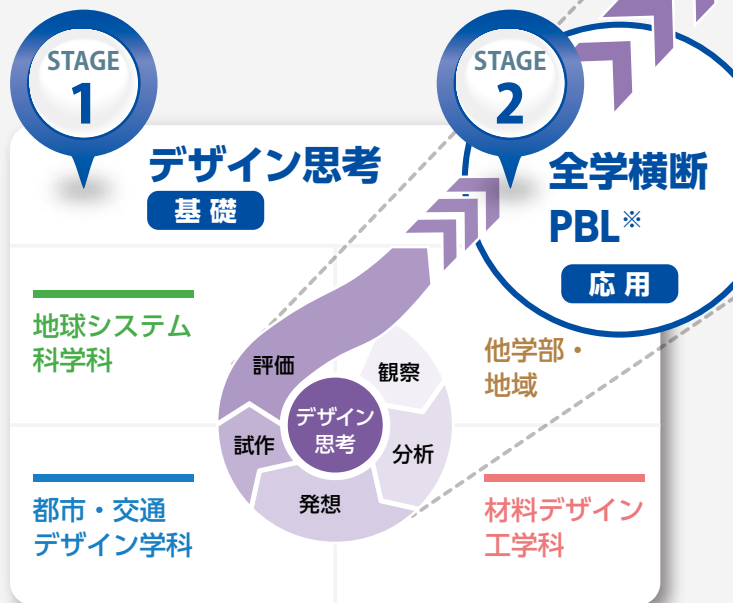 STAGE
1
デザイン思考
基礎
STAGE
2
全学横断
PBL※
応用
地球システム
科学科
他学部・
地域
評価
観察
デザイン
思考
試作
分析
発想
都市・交通
デザイン学科
材料デザイン
工学科